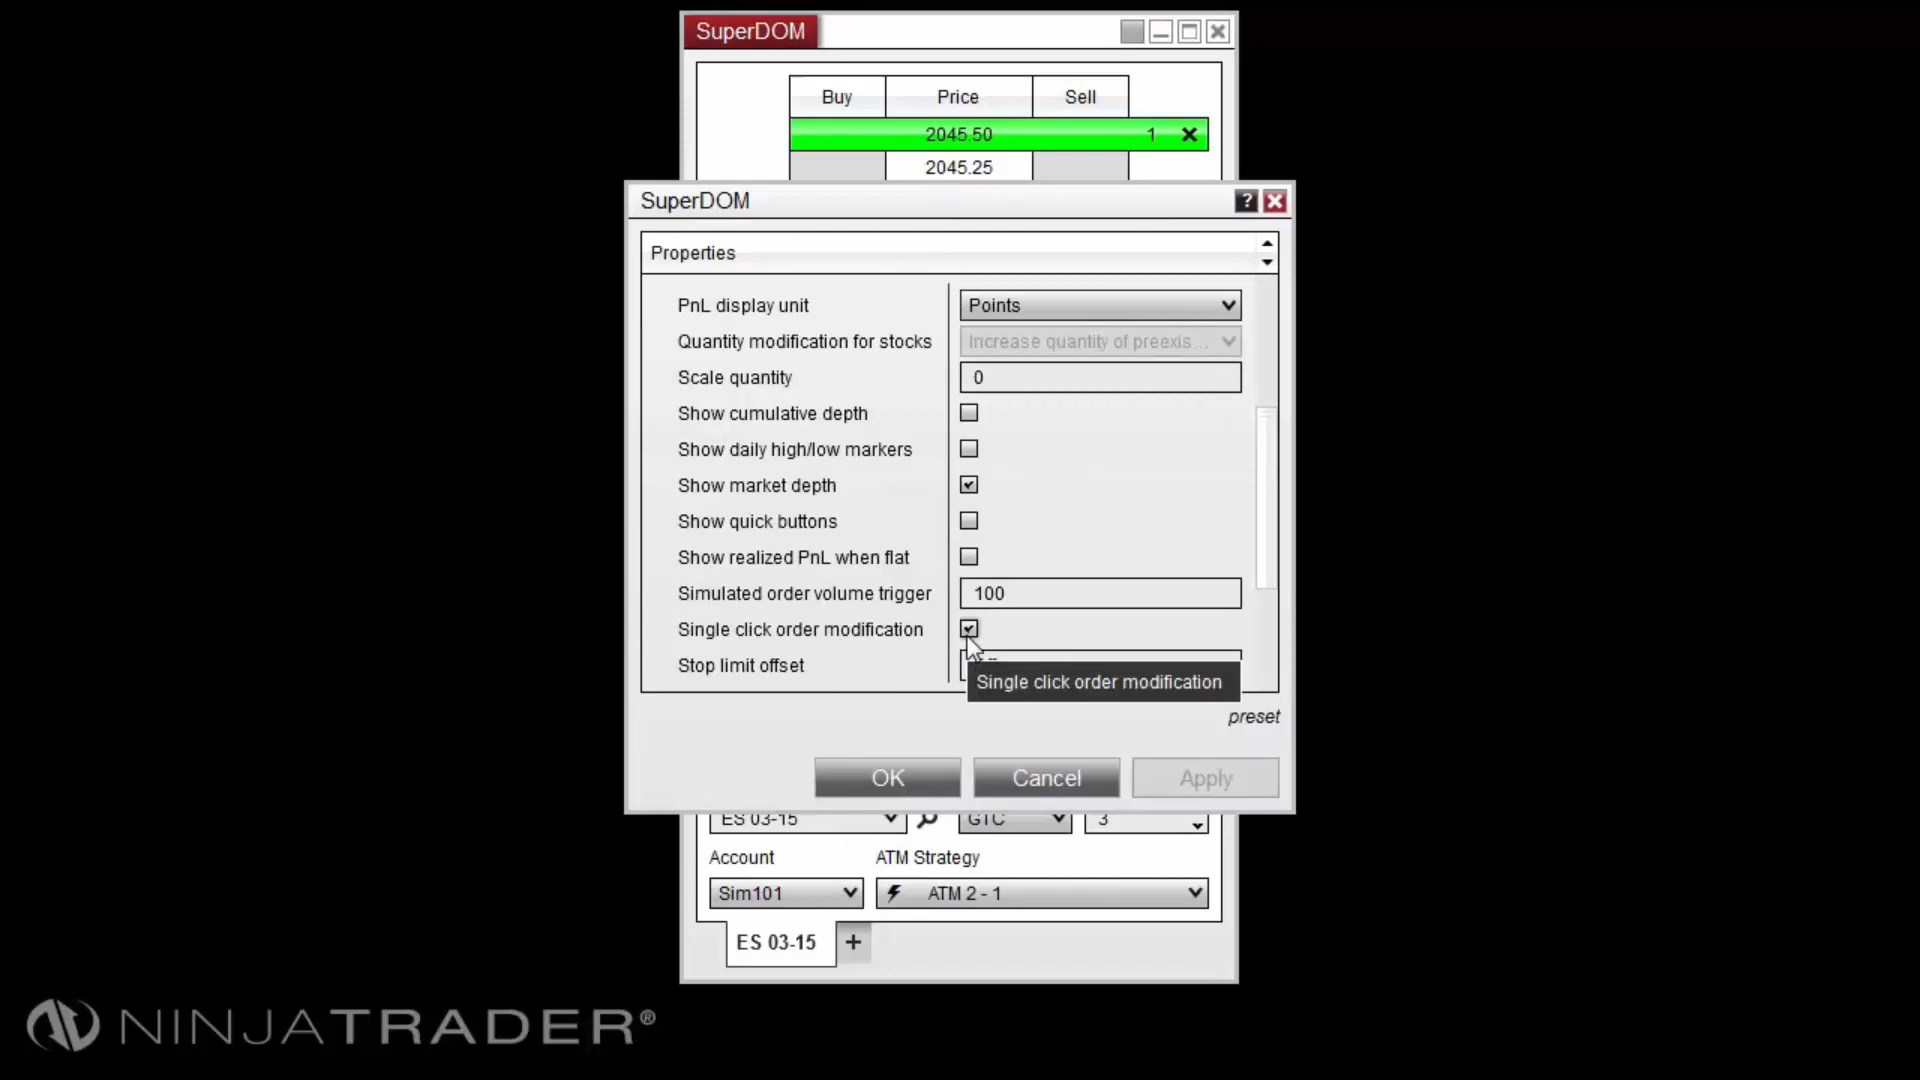 SuperDOM
Buy Price Sell
2045.50 1
2045.25
SuperDOM ?
Properties
PnL display unit Points
Quantity modification for stocks Increase quantity of preexis...
Scale quantity 0
Show cumulative depth
Show daily high/low markers
Show market depth
Show quick buttons
Show realized PnL when flat
Simulated order volume trigger 100
Single click order modification
Stop limit offset
Single click order modification
preset
OK Cancel Apply
ES 03-15 GTC 3
Account ATM Strategy
Sim101 ATM 2 - 1
ES 03-15 +
NINJATRADER®